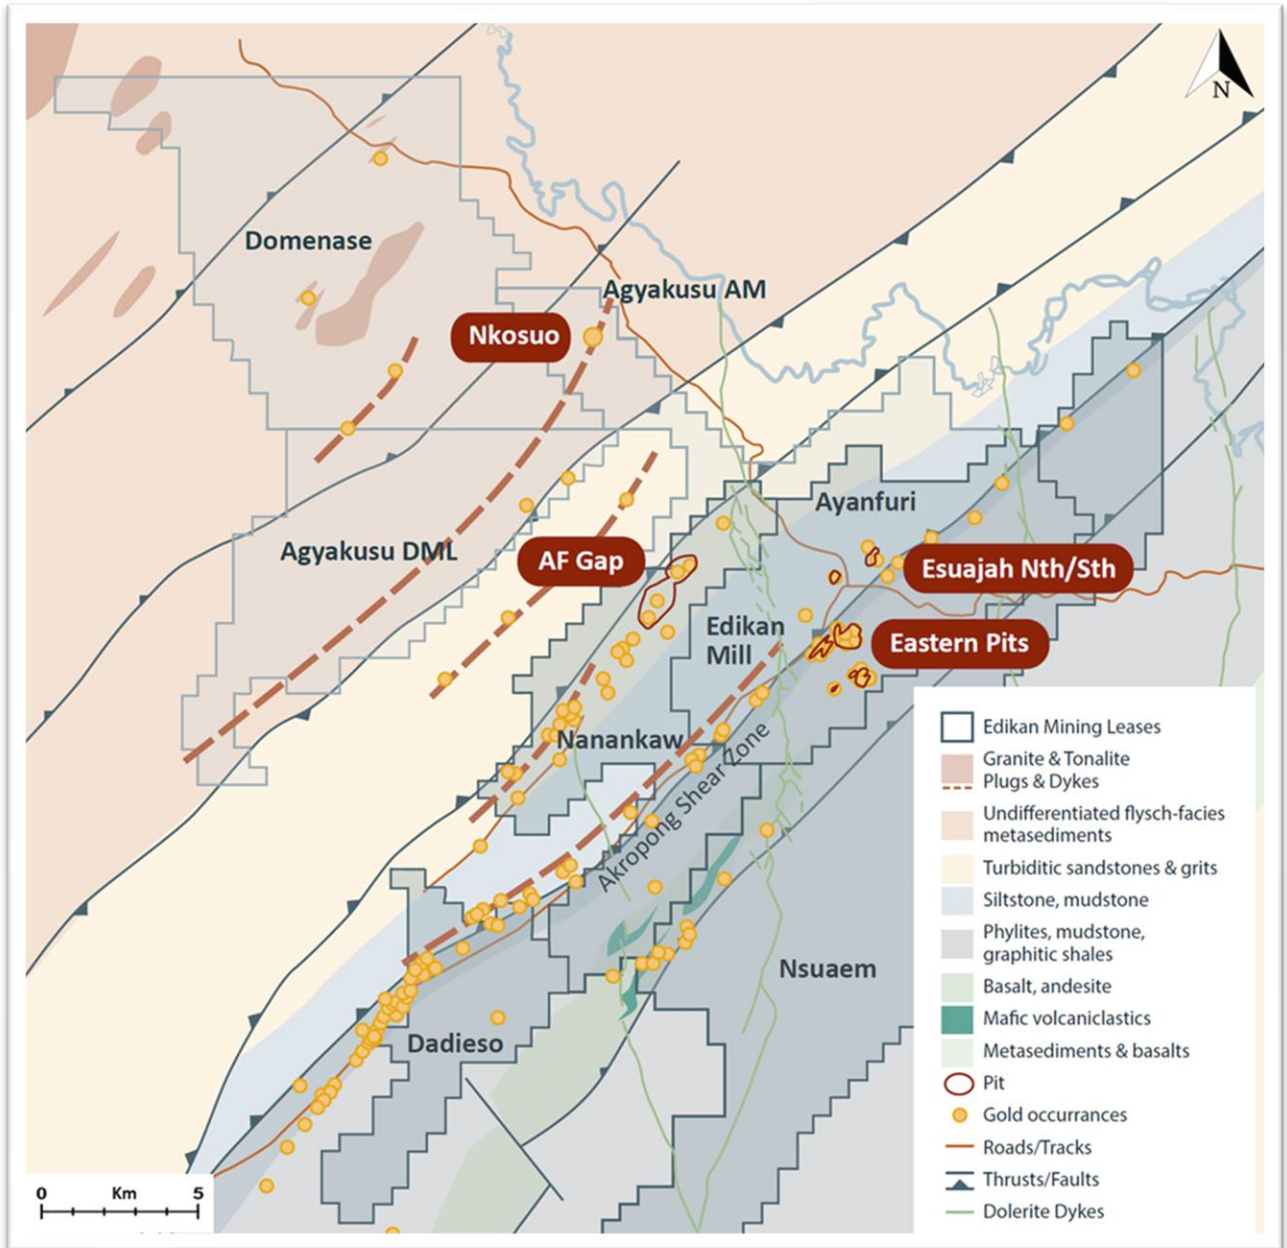 N
Domenase
Agyakusu AM
Nkosuo
Ayanfuri
Agyakusu DML
AF Gap
Esuajah Nth/Sth
Edikan
Mill
Eastern Pits
Nanankaw
Akropong Shear Zone
Nsuaem
Dadieso
0 Km 5
Edikan Mining Leases
Granite & Tonalite
Plugs & Dykes
Undifferentiated flysch-facies
metasediments
Turbiditic sandstones & grits
Siltstone, mudstone
Phylites, mudstone,
graphitic shales
Basalt, andesite
Mafic volcaniclastics
Metasediments & basalts
Pit
Gold occurrances
Roads/Tracks
Thrusts/Faults
Dolerite Dykes